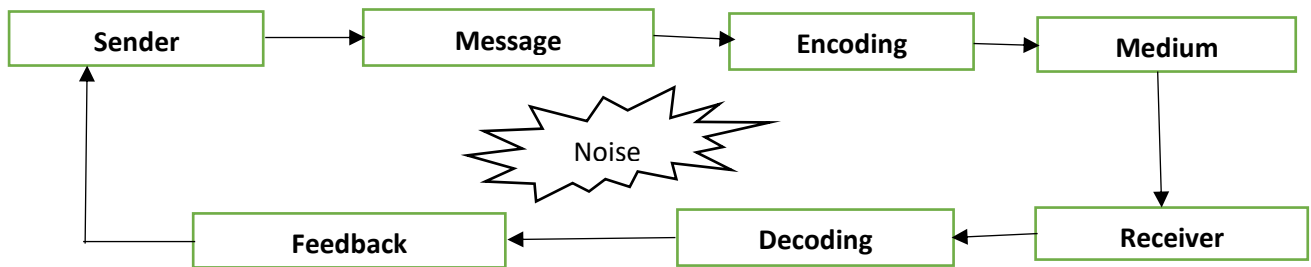 Sender
Message
Encoding
Medium
Noise
Feedback
Decoding
Receiver